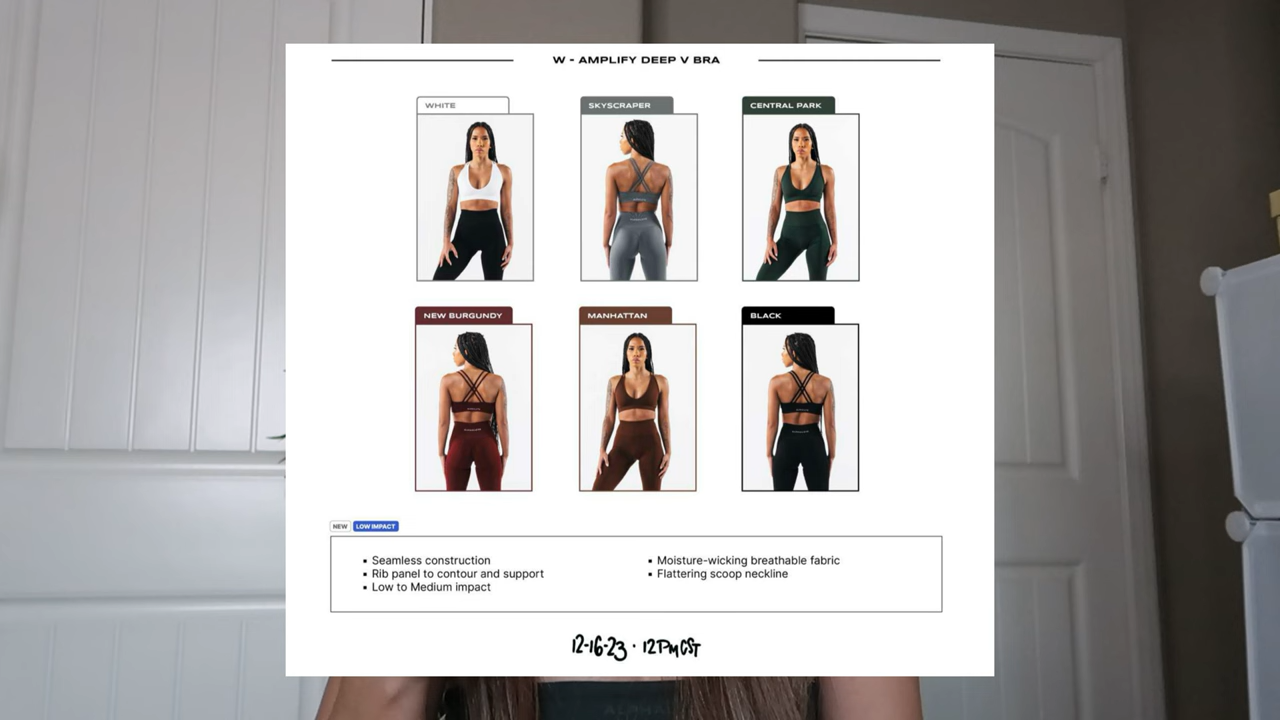 W - AMPLIFY DEEP V BRA
WHITE
SKYSCRAPER
CENTRAL PARK
NEW BURGUNDY
MANHATTAN
BLACK
NEW
LOW IMPACT
▪ Seamless construction
▪ Rib panel to contour and support
▪ Low to Medium impact
▪ Moisture-wicking breathable fabric
▪ Flattering scoop neckline
12-16-23 · 12PM CST